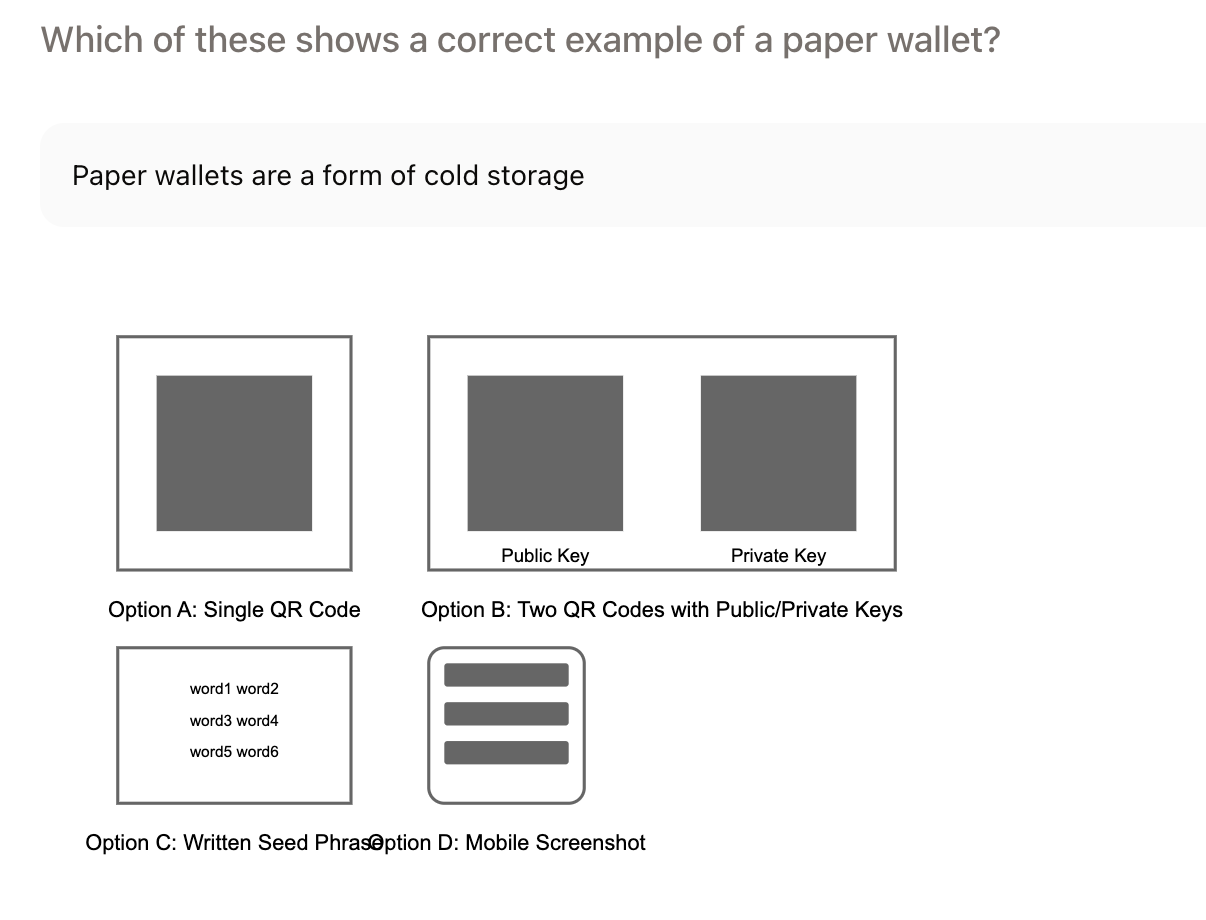 Which of these shows a correct example of a paper wallet?
Paper wallets are a form of cold storage
Public Key
Private Key
Option A: Single QR Code
Option B: Two QR Codes with Public/Private Keys
word1 word2
word3 word4
word5 word6
Option C: Written Seed Phrase
Option D: Mobile Screenshot